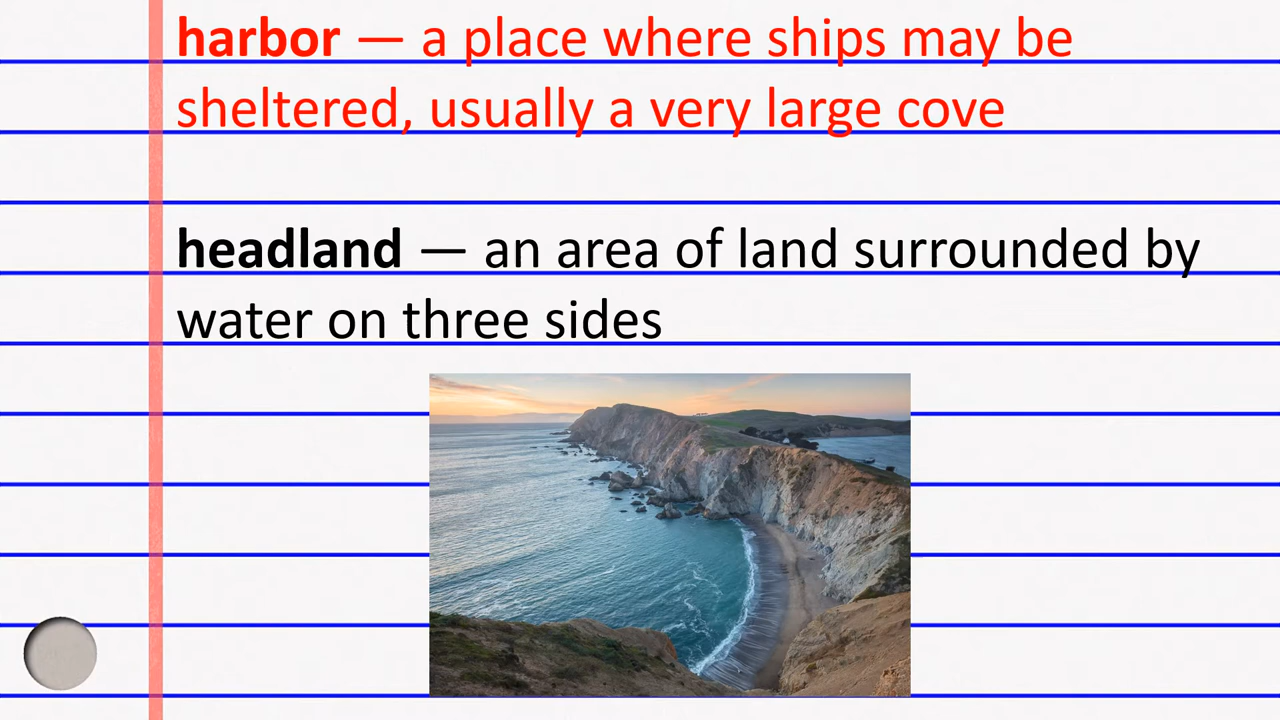 harbor — a place where ships may be
sheltered, usually a very large cove
headland — an area of land surrounded by
water on three sides